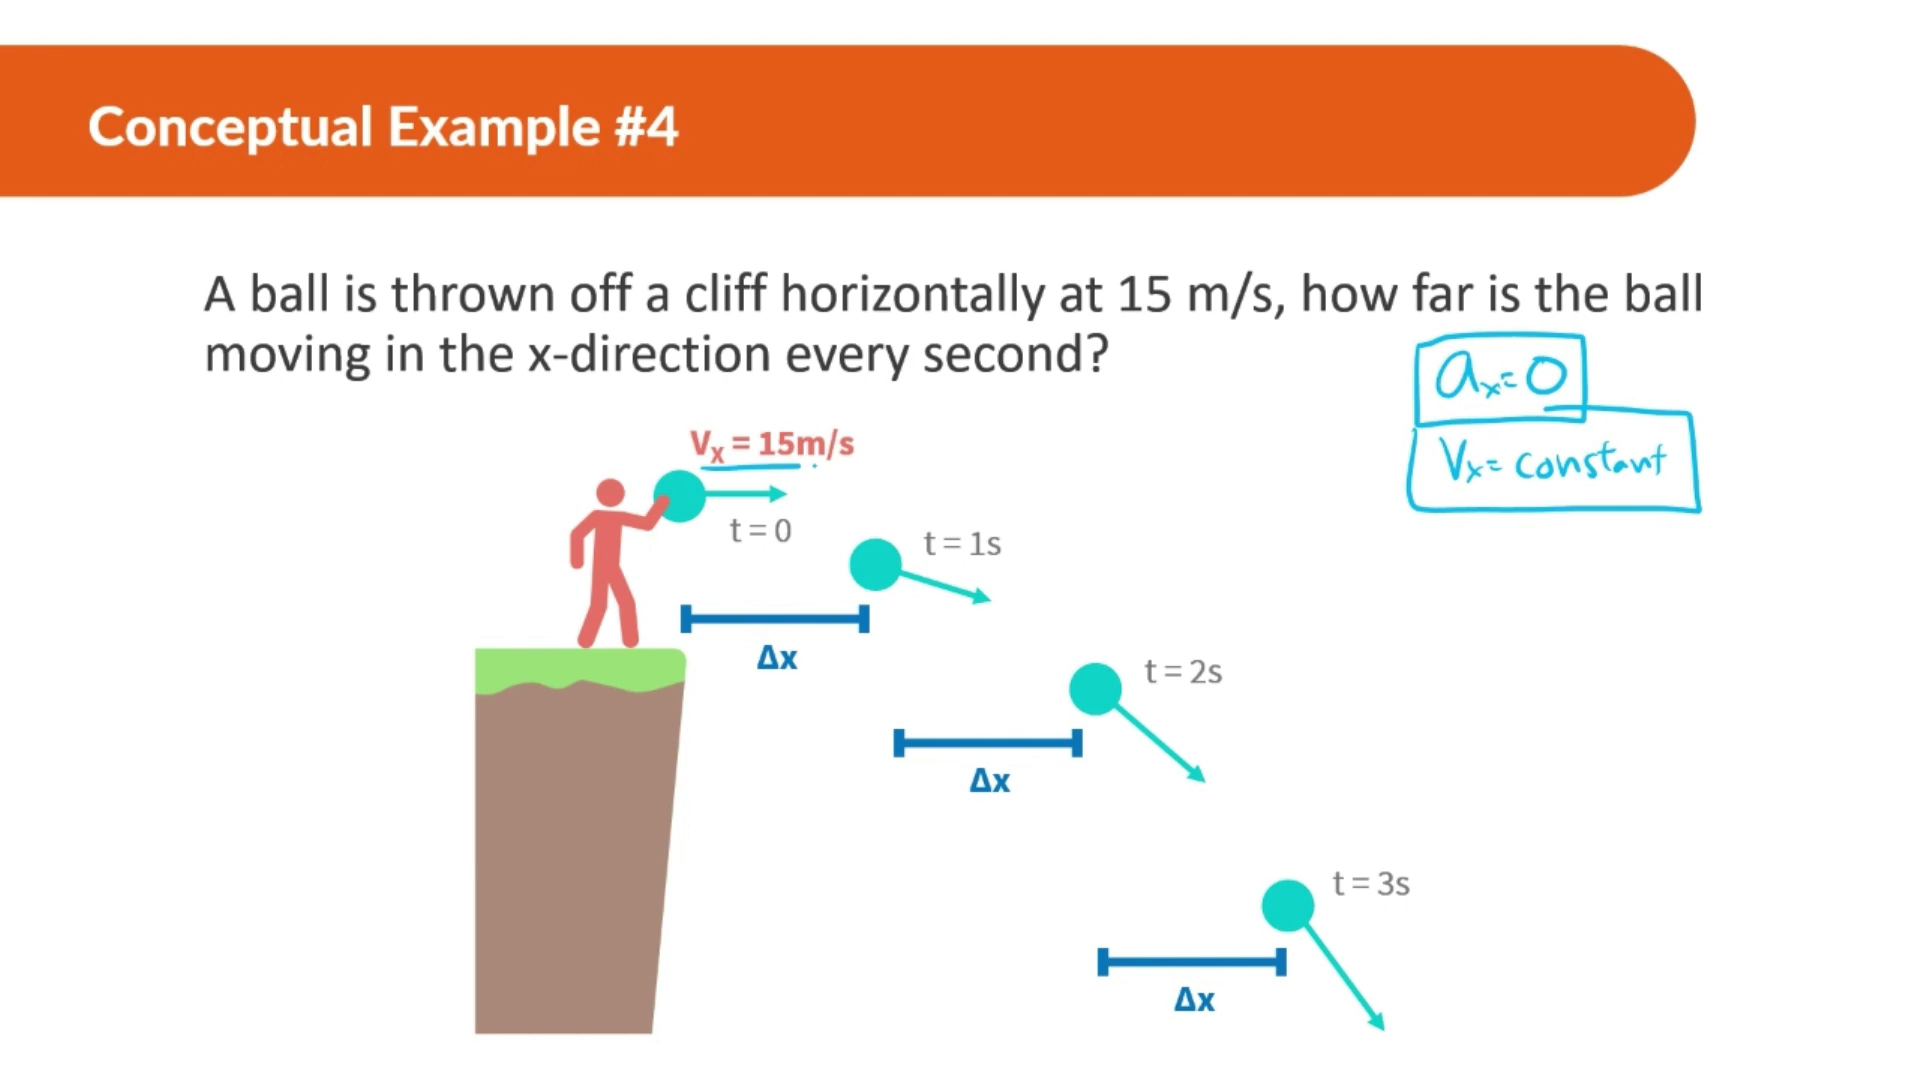 Conceptual Example #4
A ball is thrown off a cliff horizontally at 15 m/s, how far is the ball
moving in the x-direction every second?
aₓ=0
Vₓ = 15m/s
Vₓ= constant
t = 0
t = 1s
Δx
t = 2s
Δx
t = 3s
Δx